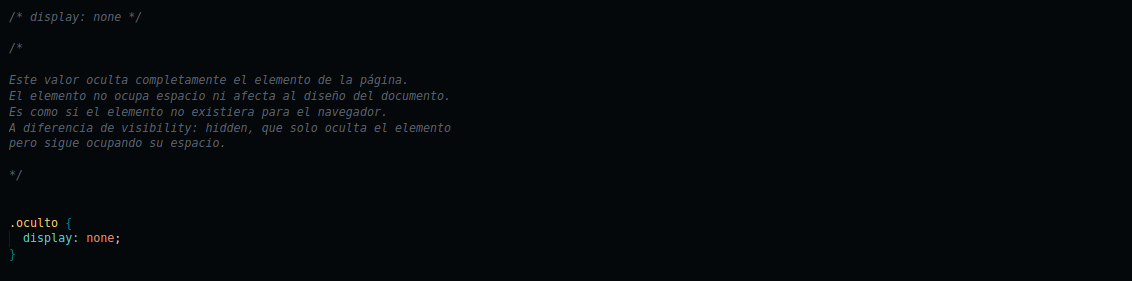 /* display: none */
/*
Este valor oculta completamente el elemento de la página.
El elemento no ocupa espacio ni afecta al diseño del documento.
Es como si el elemento no existiera para el navegador.
A diferencia de visibility: hidden, que solo oculta el elemento
pero sigue ocupando su espacio.
*/
.oculto {
  display: none;
}